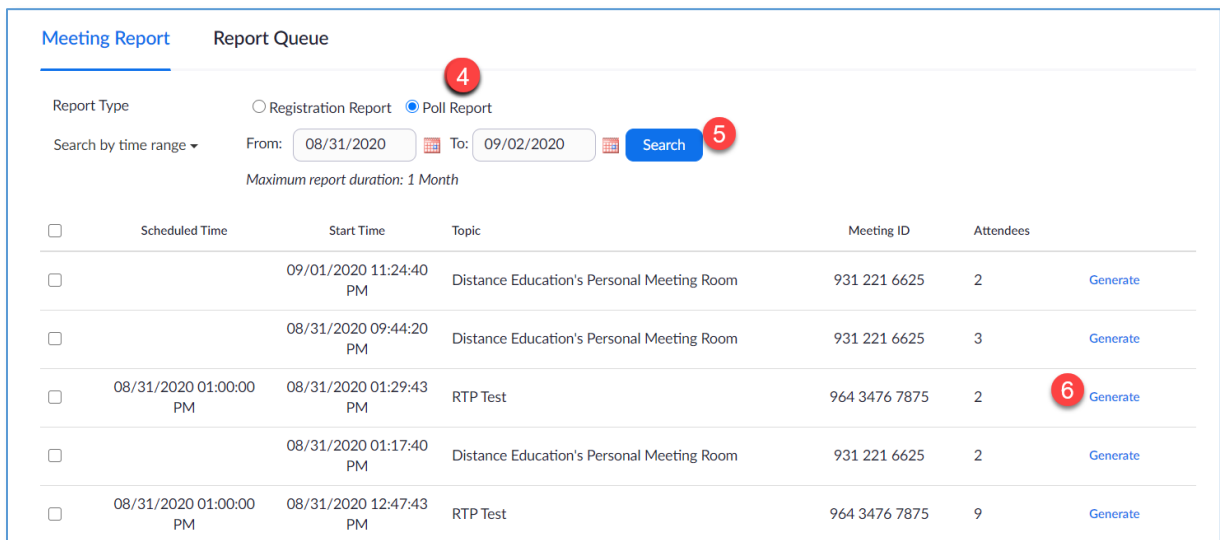 Meeting Report Report Queue
4
Report Type Registration Report Poll Report
Search by time range From: 08/31/2020 To: 09/02/2020 Search 5
Maximum report duration: 1 Month
Scheduled Time Start Time Topic Meeting ID Attendees
09/01/2020 11:24:40
PM
Distance Education's Personal Meeting Room 931 221 6625 2 Generate
08/31/2020 09:44:20
PM
Distance Education's Personal Meeting Room 931 221 6625 3 Generate
08/31/2020 01:00:00
PM
08/31/2020 01:29:43
PM
RTP Test 964 3476 7875 2 6 Generate
08/31/2020 01:17:40
PM
Distance Education's Personal Meeting Room 931 221 6625 2 Generate
08/31/2020 01:00:00
PM
08/31/2020 12:47:43
PM
RTP Test 964 3476 7875 9 Generate